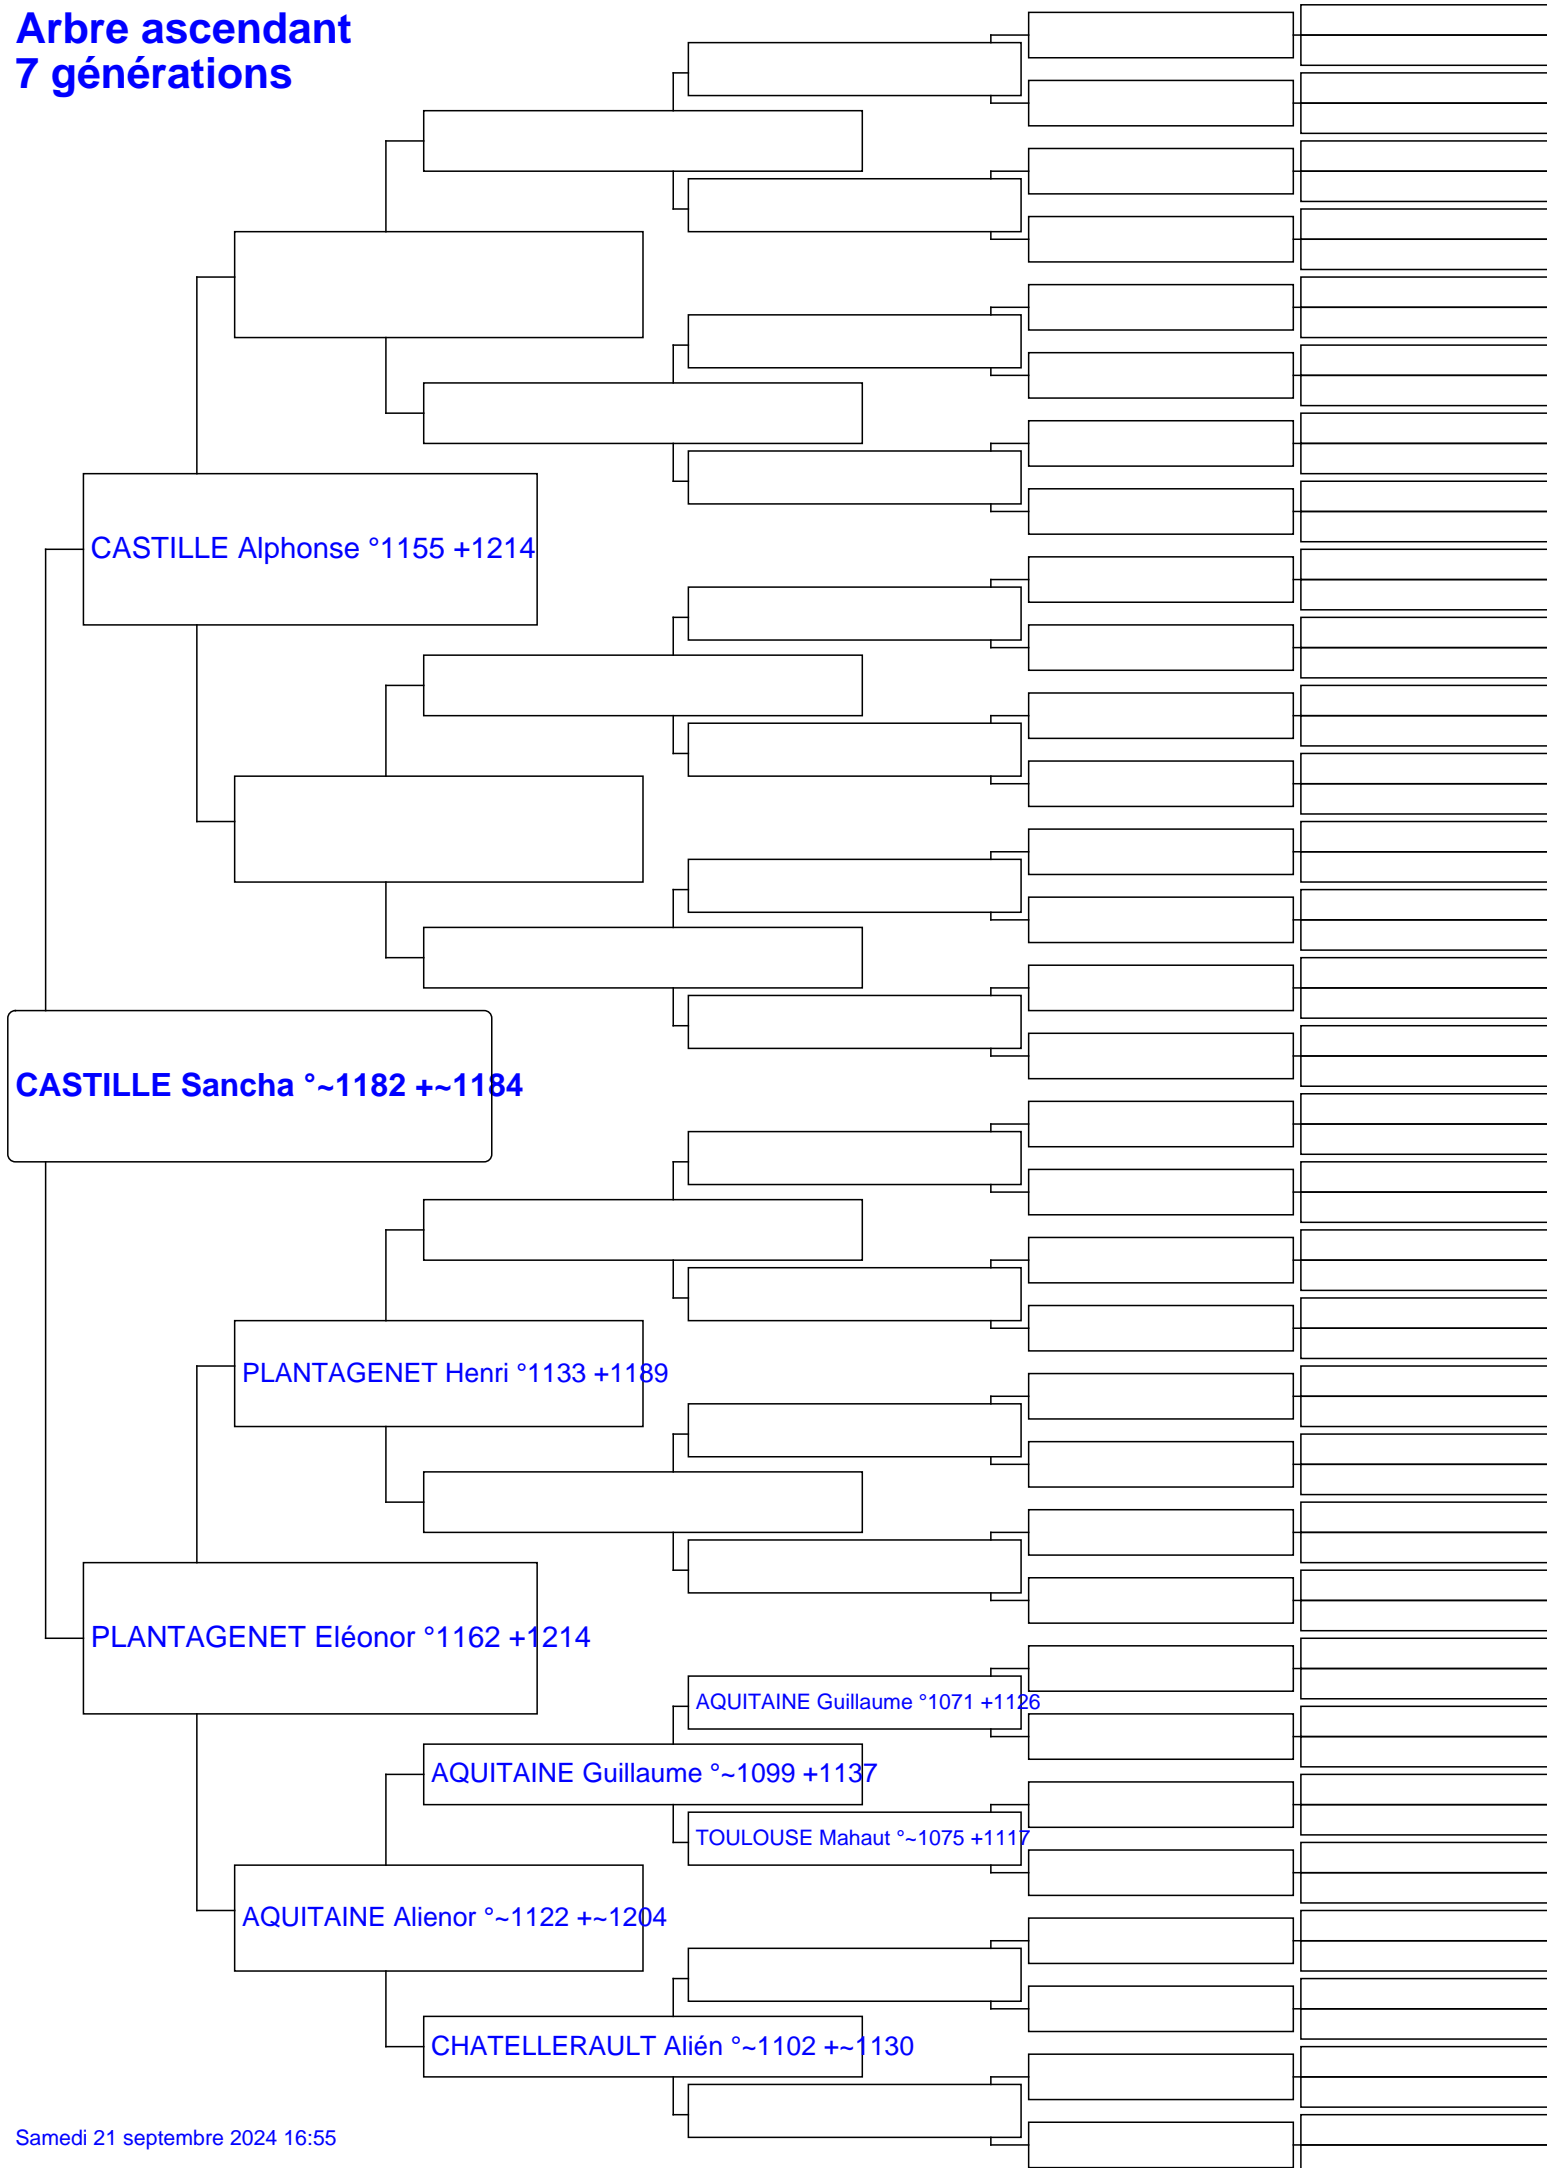 Arbre ascendant
7 générations
CASTILLE Alphonse °1155 +1214
CASTILLE Sancha °~1182 +~1184
PLANTAGENET Henri °1133 +1189
PLANTAGENET Eléonor °1162 +1214
AQUITAINE Guillaume °1071 +1126
AQUITAINE Guillaume °~1099 +1137
TOULOUSE Mahaut °~1075 +1117
AQUITAINE Alienor °~1122 +~1204
CHATELLERAULT Alién °~1102 +~1130
Samedi 21 septembre 2024 16:55